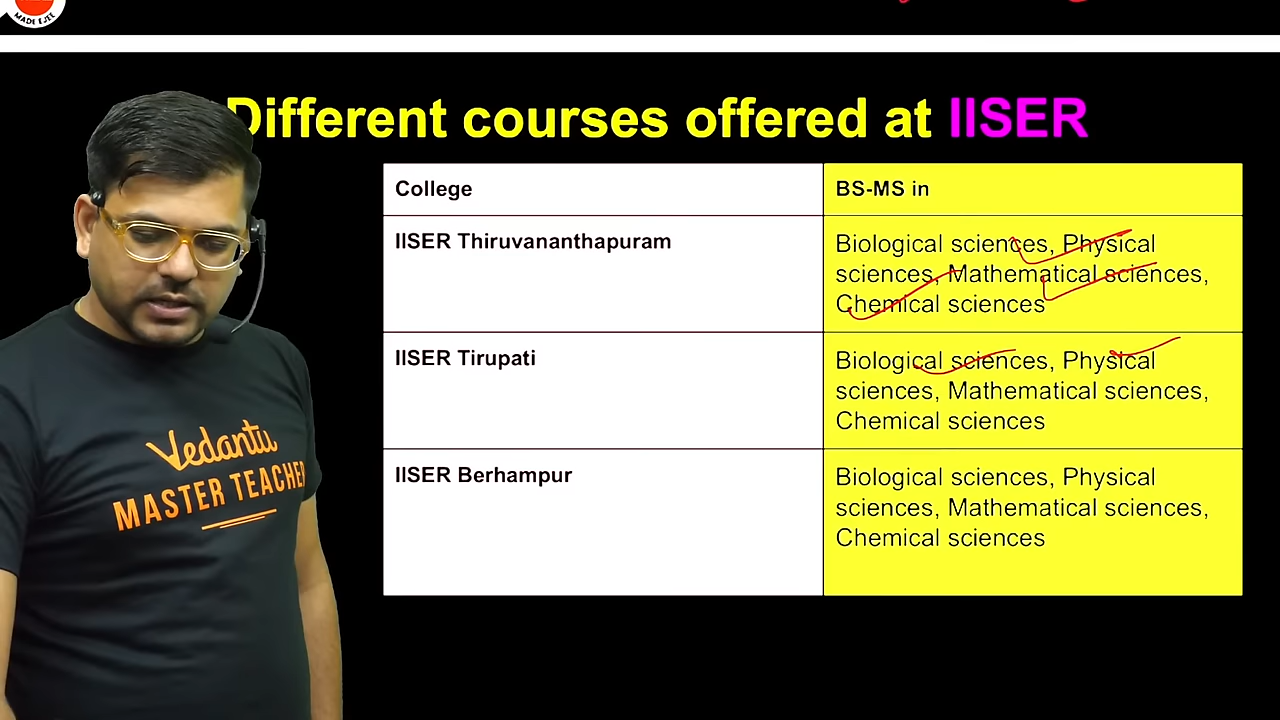 MADE EJEE
Different courses offered at IISER
College
BS-MS in
IISER Thiruvananthapuram
Biological sciences, Physical
sciences, Mathematical sciences,
Chemical sciences
IISER Tirupati
Biological sciences, Physical
sciences, Mathematical sciences,
Chemical sciences
IISER Berhampur
Biological sciences, Physical
sciences, Mathematical sciences,
Chemical sciences
Vedantu
MASTER TEACHER